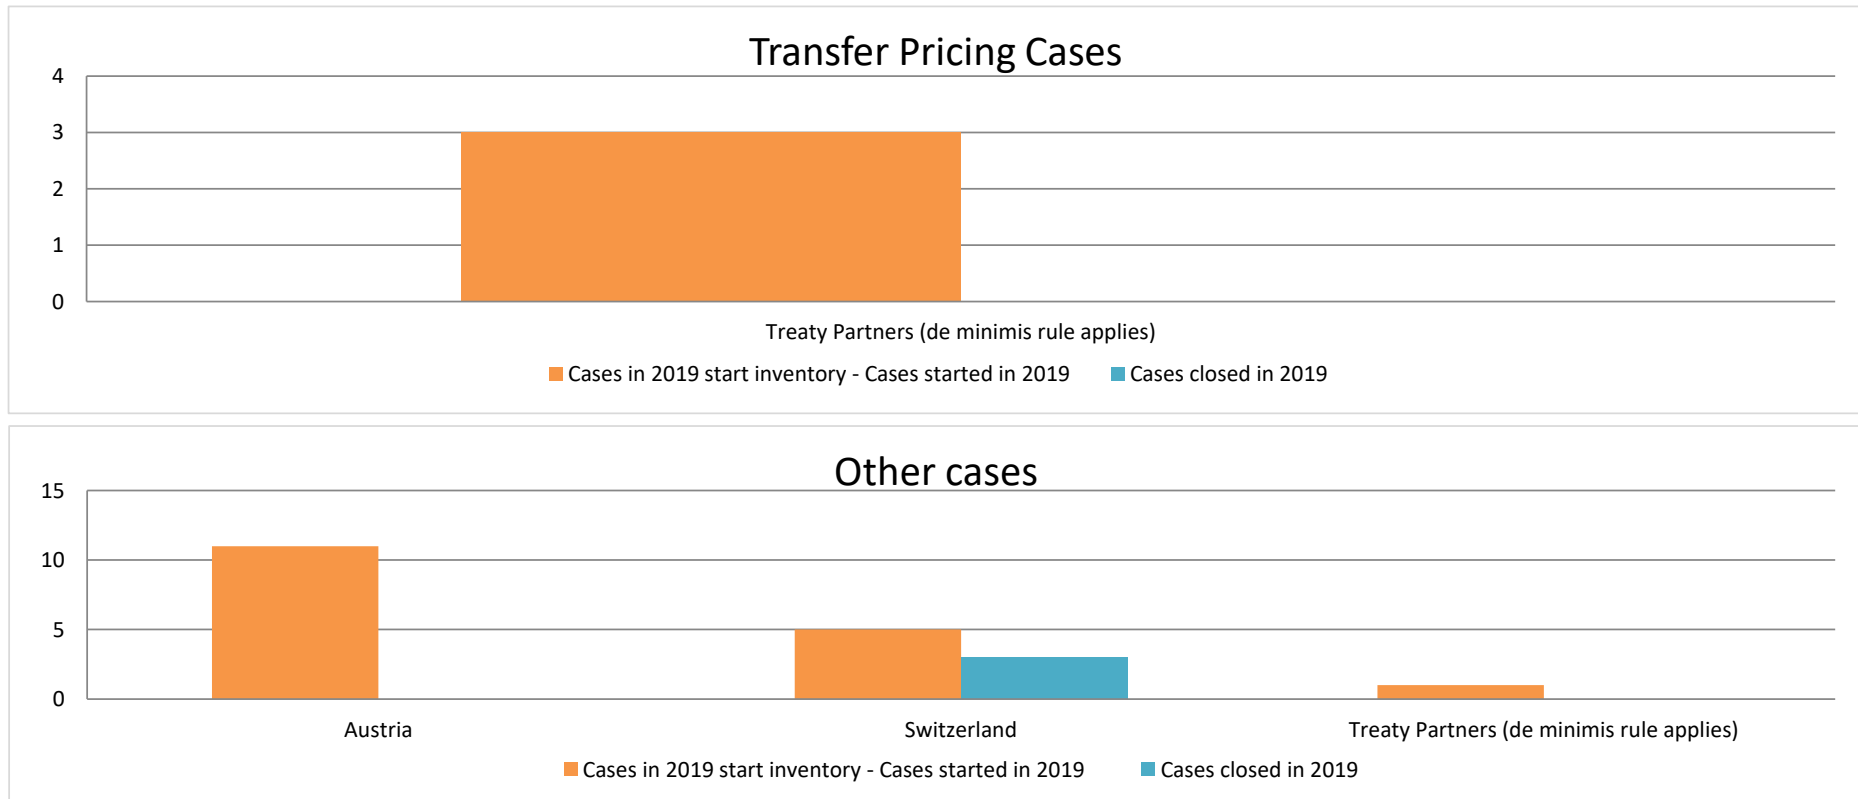 Transfer Pricing Cases
4
3
2
1
0
Treaty Partners (de minimis rule applies)
Cases in 2019 start inventory - Cases started in 2019 Cases closed in 2019
Other cases
15
10
5
0
Austria Switzerland Treaty Partners (de minimis rule applies)
Cases in 2019 start inventory - Cases started in 2019 Cases closed in 2019